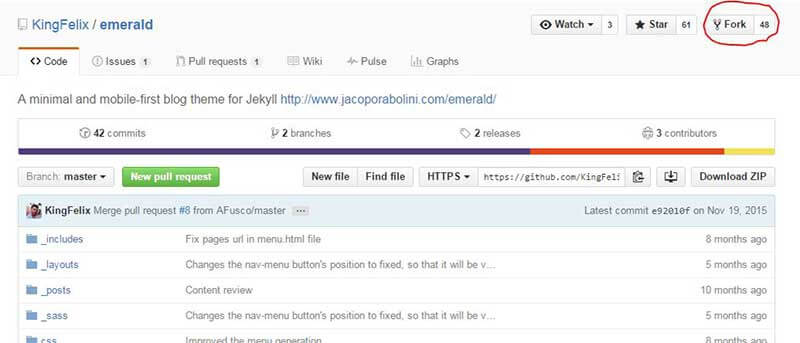 KingFelix / emerald
Watch 3 Star 61 Fork 48
Code Issues 1 Pull requests 1 Wiki Pulse Graphs
A minimal and mobile-first blog theme for Jekyll http://www.jacoporabolini.com/emerald/
42 commits 2 branches 2 releases 3 contributors
Branch: master New pull request New file Find file HTTPS https://github.com/KingFeli Download ZIP
KingFelix Merge pull request #8 from AFusco/master ... Latest commit e92010f on Nov 19, 2015
_includes Fix pages url in menu.html file 8 months ago
_layouts Changes the nav-menu button's position to fixed, so that it will be v... 5 months ago
_posts Content review 10 months ago
_sass Changes the nav-menu button's position to fixed, so that it will be v... 5 months ago
css Improved the menu generation 8 months ago